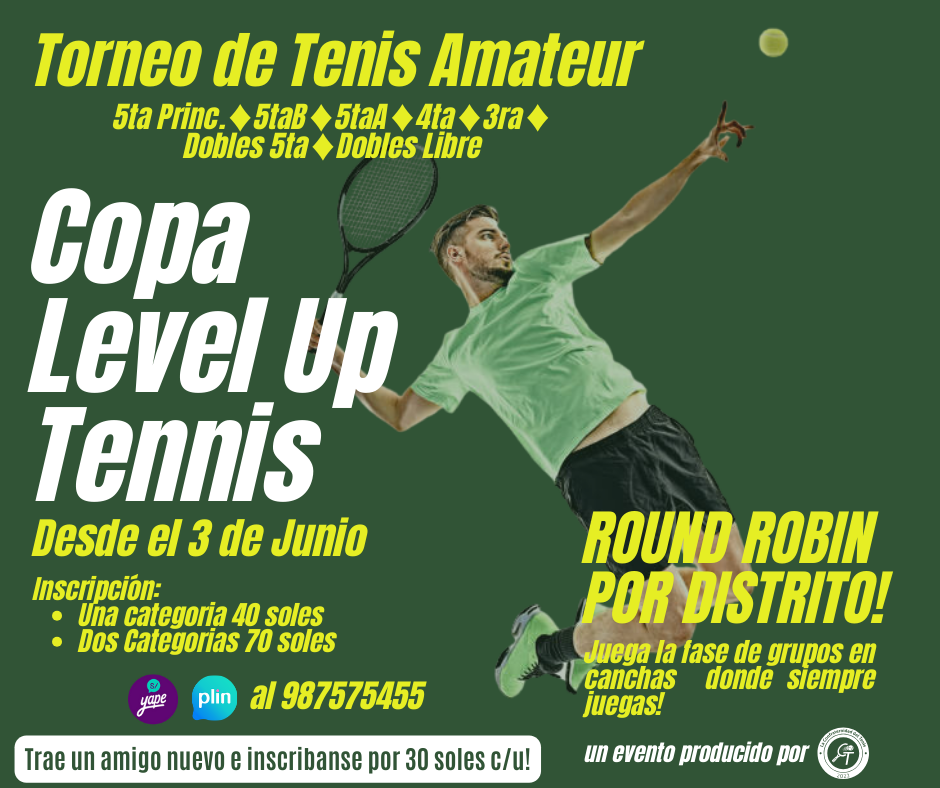 Torneo de Tenis Amateur
5ta Princ.♦5taB♦5taA♦4ta♦3ra♦
Dobles 5ta♦Dobles Libre
Copa
Level Up
Tennis
Desde el 3 de Junio
Inscripción:
• Una categoria 40 soles
• Dos Categorias 70 soles
S/
yape
plin
al 987575455
Trae un amigo nuevo e inscribanse por 30 soles c/u!
ROUND ROBIN
POR DISTRITO!
Juega la fase de grupos en
canchas donde siempre
juegas!
un evento producido por
2023